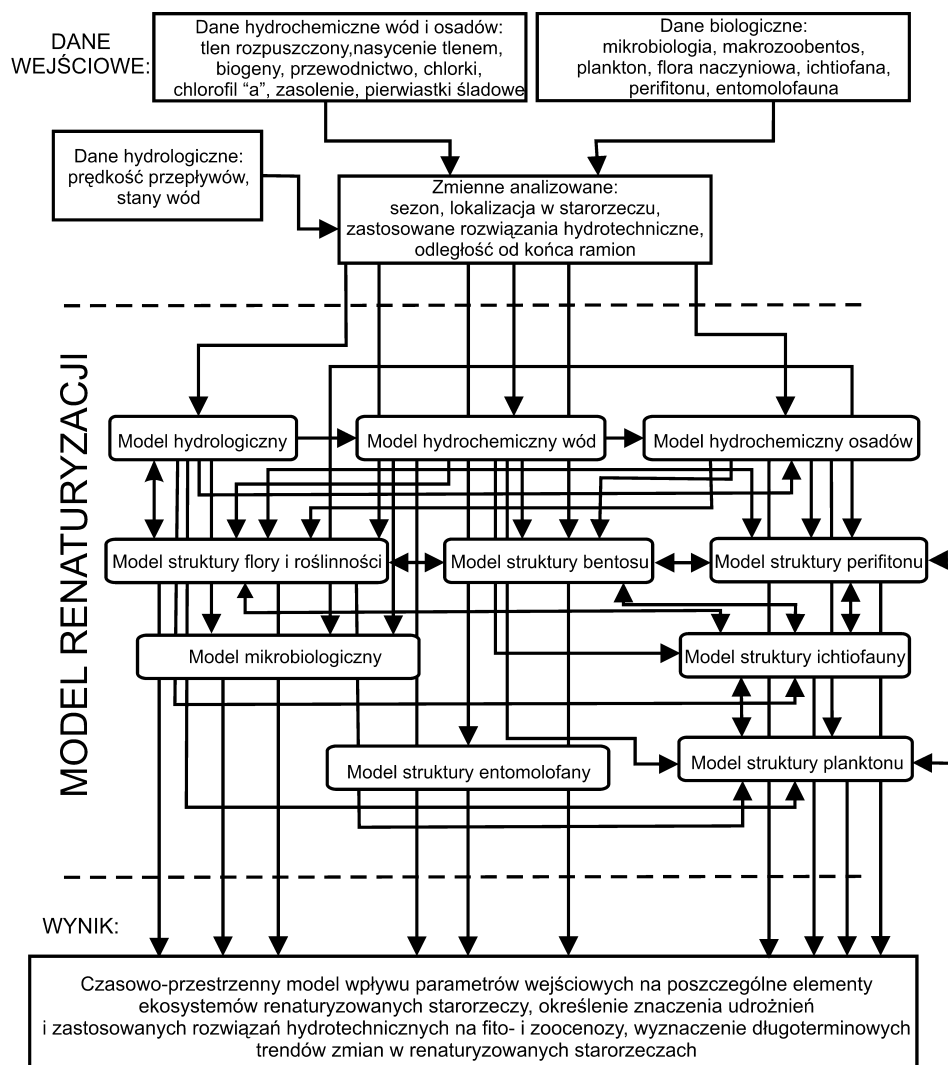 DANE
WEJŚCIOWE:
Dane hydrochemiczne wód i osadów:
tlen rozpuszczony,nasycenie tlenem,
biogeny, przewodnictwo, chlorki,
chlorofil “a”, zasolenie, pierwiastki śladowe
Dane biologiczne:
mikrobiologia, makrozoobentos,
plankton, flora naczyniowa, ichtiofana,
perifitonu, entomolofauna
Dane hydrologiczne:
prędkość przepływów,
stany wód
Zmienne analizowane:
sezon, lokalizacja w starorzeczu,
zastosowane rozwiązania hydrotechniczne,
odległość od końca ramion
MODEL RENATURYZACJI
Model hydrologiczny
Model hydrochemiczny wód
Model hydrochemiczny osadów
Model struktury flory i roślinności
Model struktury bentosu
Model struktury perifitonu
Model mikrobiologiczny
Model struktury ichtiofauny
Model struktury entomolofany
Model struktury planktonu
WYNIK:
Czasowo-przestrzenny model wpływu parametrów wejściowych na poszczególne elementy
ekosystemów renaturyzowanych starorzeczy, określenie znaczenia udrożnień
i zastosowanych rozwiązań hydrotechnicznych na fito- i zoocenozy, wyznaczenie długoterminowych
trendów zmian w renaturyzowanych starorzeczach